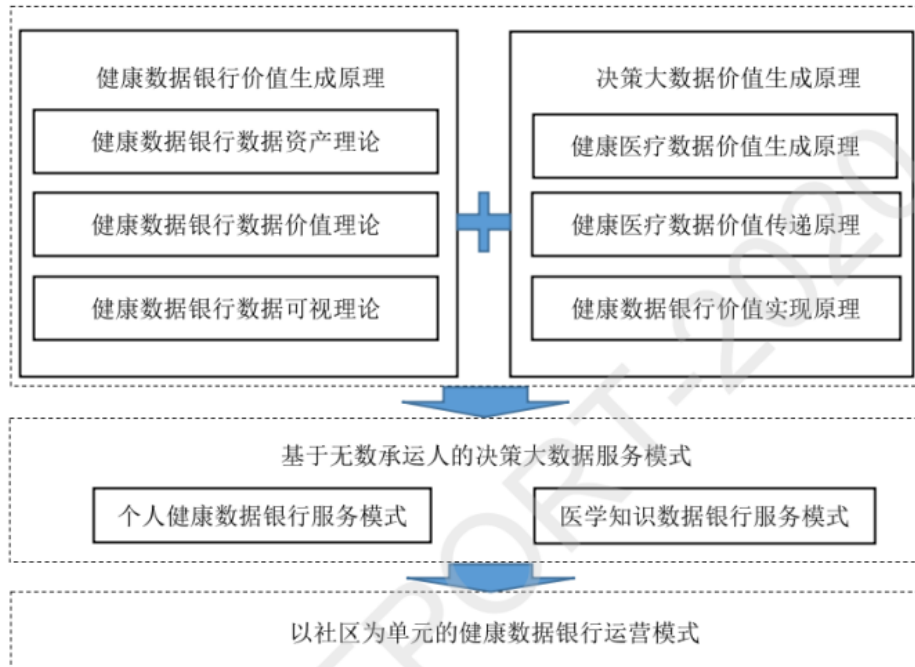 健康数据银行价值生成原理
健康数据银行数据资产理论
健康数据银行数据价值理论
健康数据银行数据可视理论
决策大数据价值生成原理
健康医疗数据价值生成原理
健康医疗数据价值传递原理
健康数据银行价值实现原理
基于无数承运人的决策大数据服务模式
个人健康数据银行服务模式
医学知识数据银行服务模式
以社区为单元的健康数据银行运营模式
PORT-2020